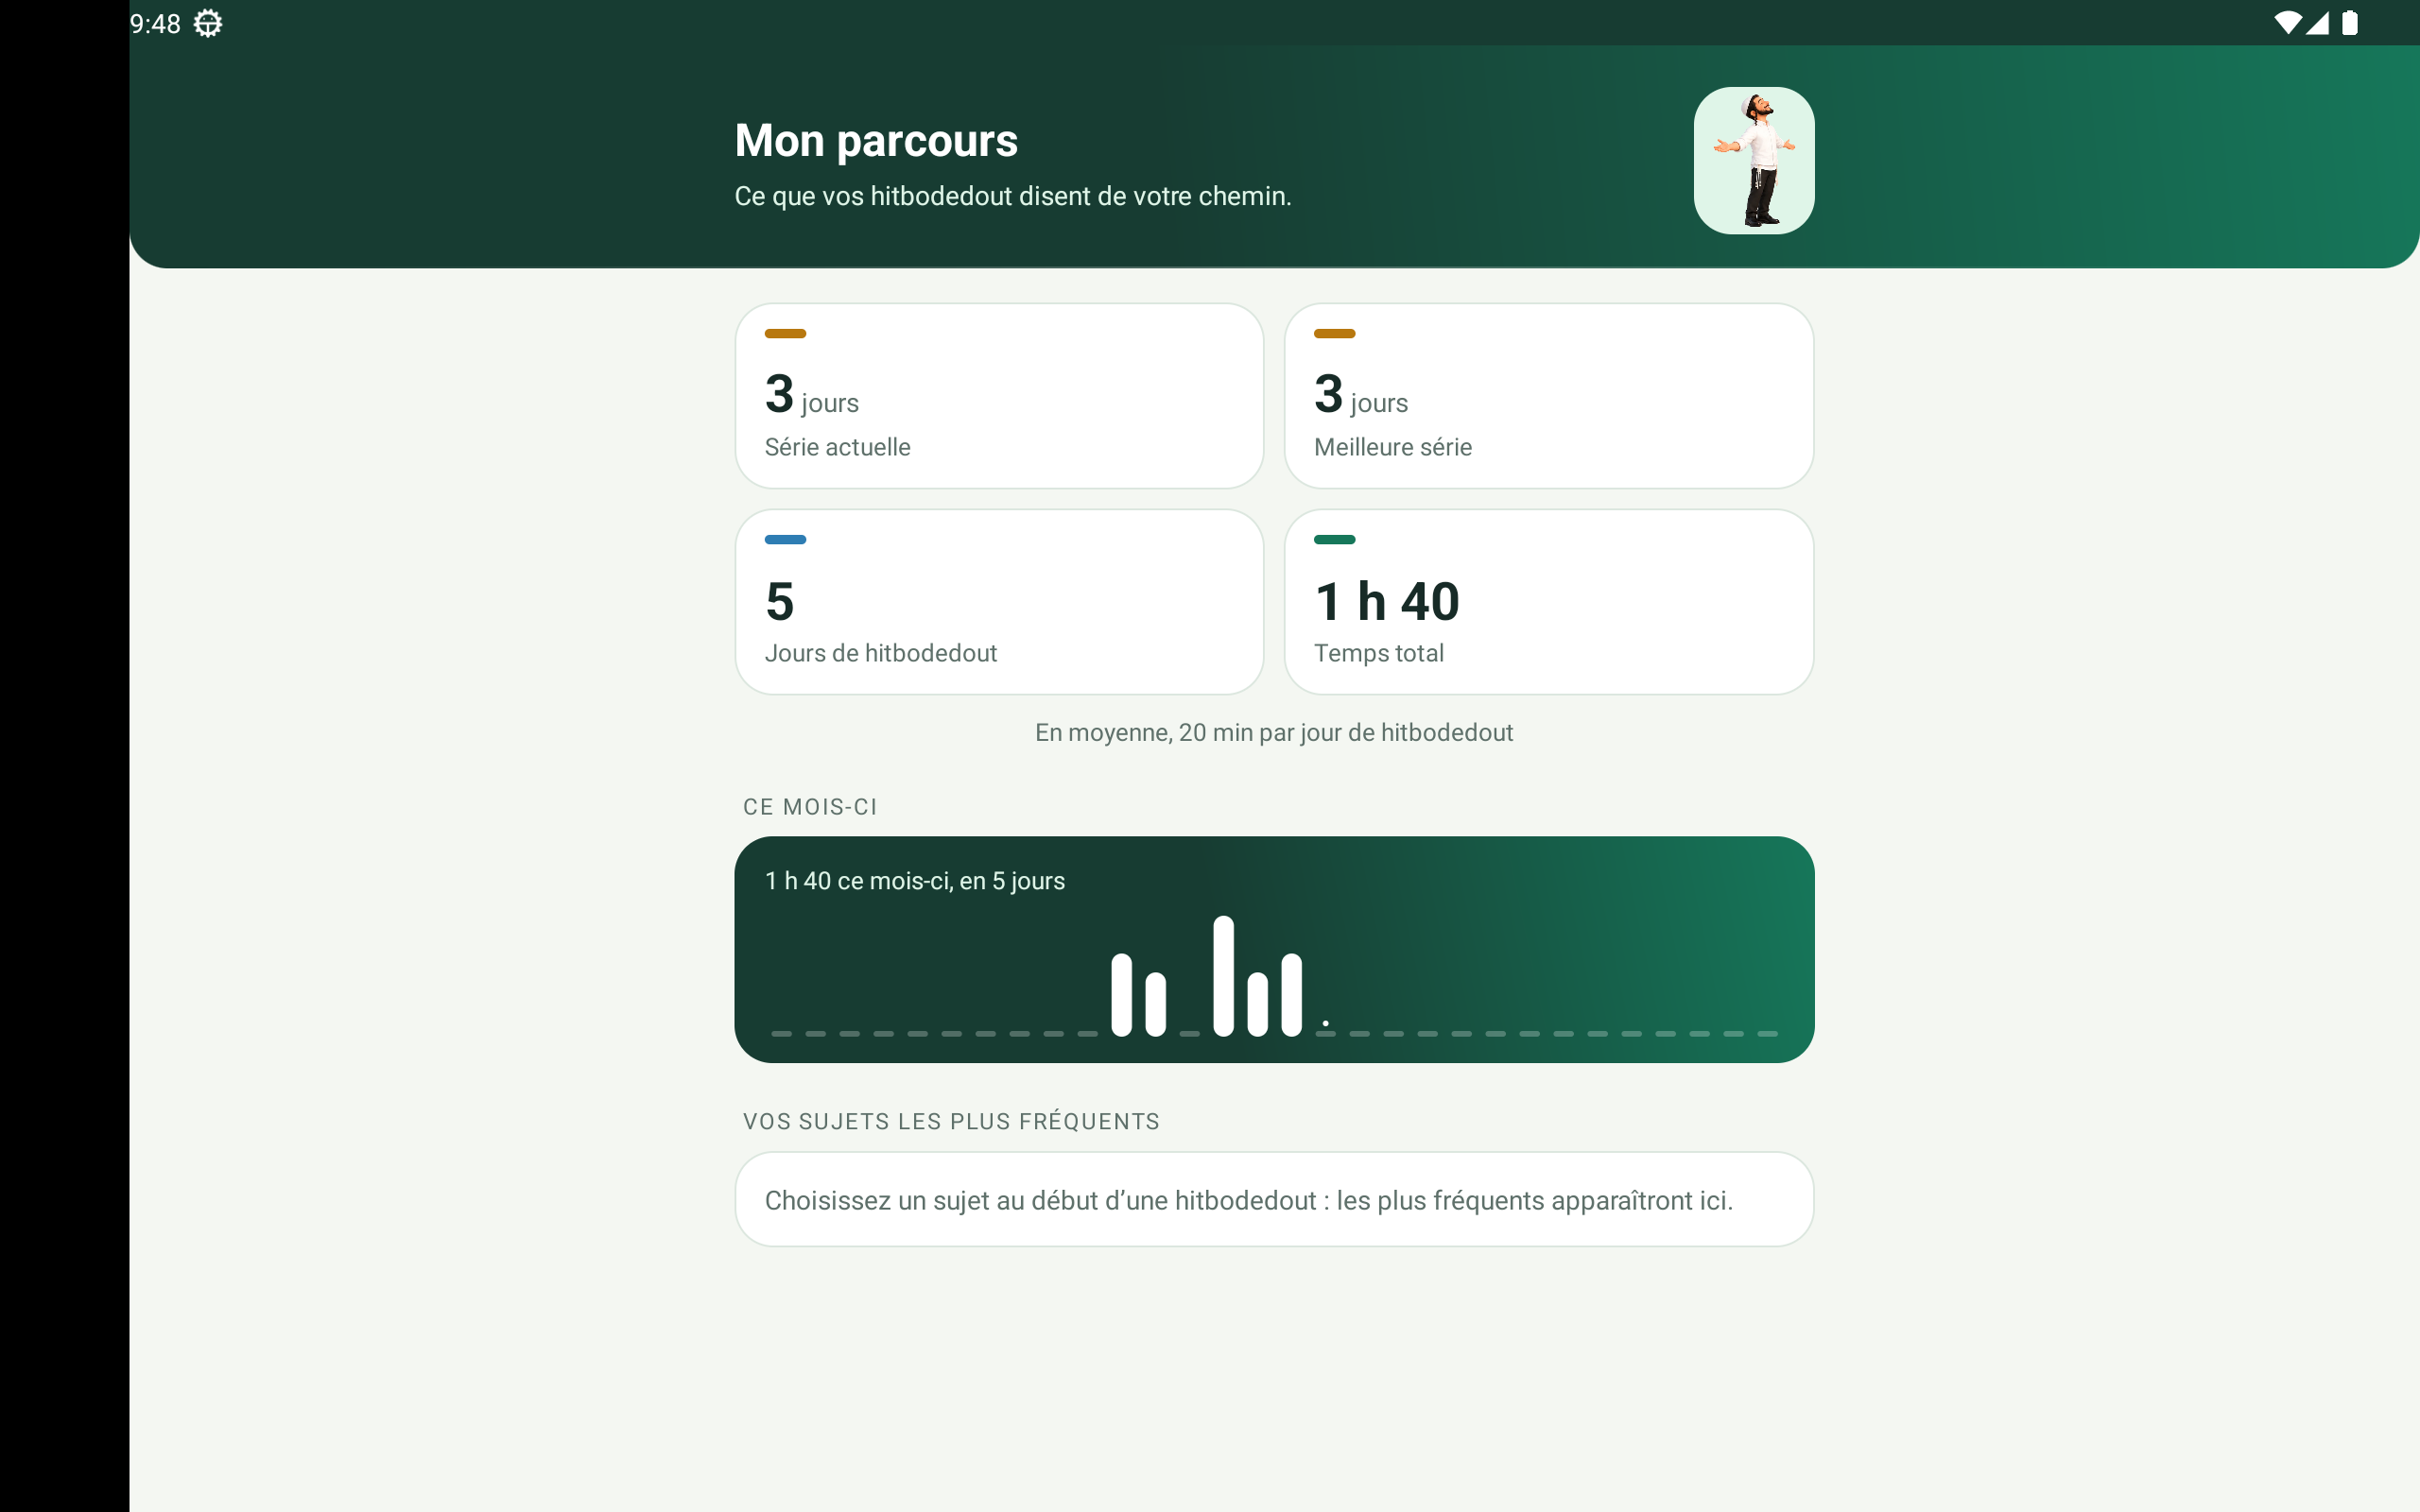 9:48
Mon parcours
Ce que vos hitbodedout disent de votre chemin.
3 jours
Série actuelle
3 jours
Meilleure série
5
Jours de hitbodedout
1 h 40
Temps total
En moyenne, 20 min par jour de hitbodedout
CE MOIS-CI
1 h 40 ce mois-ci, en 5 jours
VOS SUJETS LES PLUS FRÉQUENTS
Choisissez un sujet au début d’une hitbodedout : les plus fréquents apparaîtront ici.